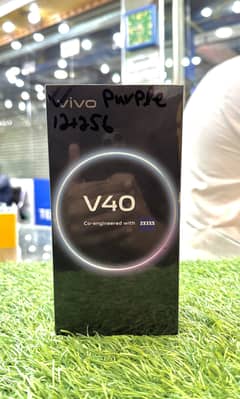 vivo Purple
12+256
V40
Co-engineered with ZEISS